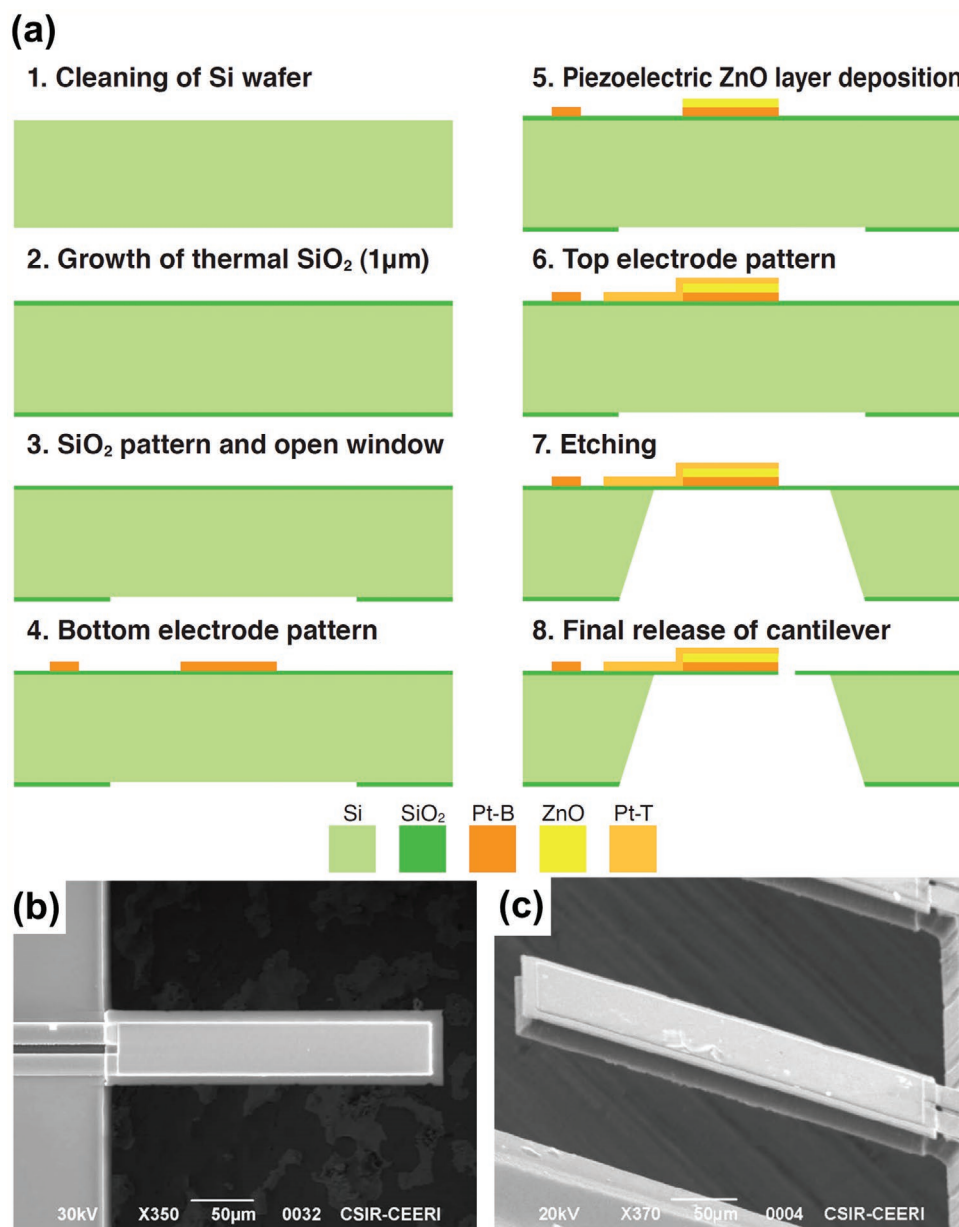 (a)
1. Cleaning of Si wafer
2. Growth of thermal SiO₂ (1μm)
3. SiO₂ pattern and open window
4. Bottom electrode pattern
5. Piezoelectric ZnO layer deposition
6. Top electrode pattern
7. Etching
8. Final release of cantilever
Si SiO₂ Pt-B ZnO Pt-T
(b)
30kV X350 50μm 0032 CSIR-CEERI
(c)
20kV X370 50μm 0004 CSIR-CEERI